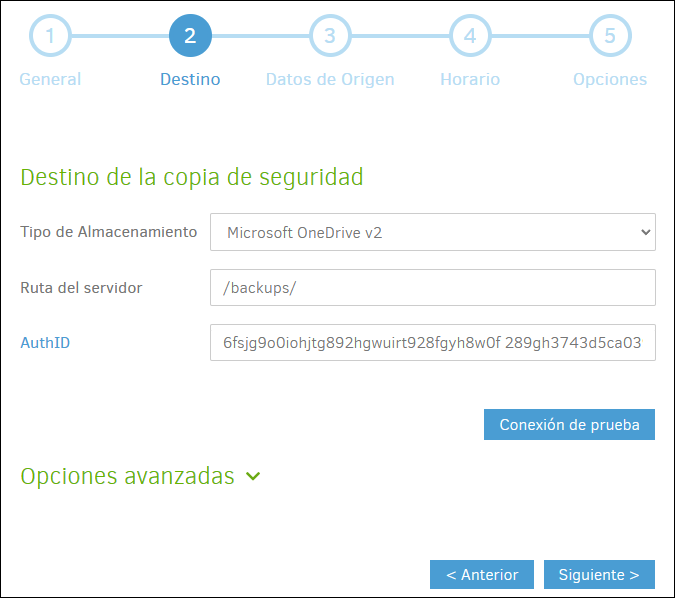 1 2 3 4 5
General Destino Datos de Origen Horario Opciones
Destino de la copia de seguridad
Tipo de Almacenamiento Microsoft OneDrive v2
Ruta del servidor /backups/
AuthID 6fsjg9o0iohjtg892hgwuirt928fgyh8w0f 289gh3743d5ca03
Conexión de prueba
Opciones avanzadas
< Anterior Siguiente >